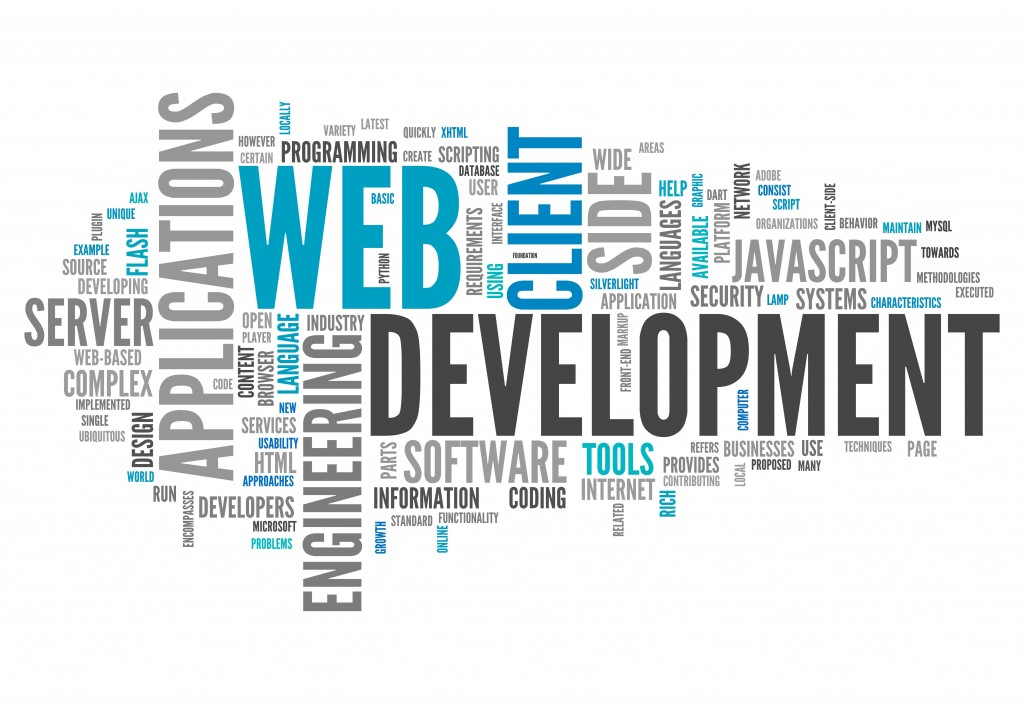 APPLICATIONS
LOCALLY
HOWEVER
CERTAIN
VARIETY
LATEST
QUICKLY
XHTML
PROGRAMMING
CREATE
SCRIPTING
DATABASE
USER
WEB
BASIC
PYTHON
REQUIREMENTS
INTERFACE
USING
FOUNDATION
CLIENT
WIDE
AREAS
SIDE
HELP
GRAPHIC
DART
NETWORK
ADOBE
CONSIST
SCRIPT
CLIENT-SIDE
LANGUAGES
AVAILABLE
PLATFORM
ORGANIZATIONS
BEHAVIOR
MAINTAIN
MYSQL
JAVASCRIPT
TOWARDS
METHODOLOGIES
EXECUTED
SILVERLIGHT
APPLICATION
SECURITY
LAMP
SYSTEMS
CHARACTERISTICS
AJAX
UNIQUE
PLUGIN
FLASH
EXAMPLE
SOURCE
DEVELOPING
SERVER
WEB-BASED
COMPLEX
IMPLEMENTED
SINGLE
UBIQUITOUS
DESIGN
WORLD
RUN
ENCOMPASSES
OPEN
PLAYER
LANGUAGE
INDUSTRY
CODE
CONTENT
BROWSER
NEW
SERVICES
USABILITY
HTML
APPROACHES
DEVELOPERS
MICROSOFT
PROBLEMS
ENGINEERING
DEVELOPMENT
FRONT-END
MARKUP
COMPUTER
PARTS
SOFTWARE
TOOLS
REFERS
BUSINESSES
USE
TECHNIQUES
PAGE
PROVIDES
PROPOSED
MANY
LOCAL
CONTRIBUTING
INTERNET
RICH
RELATED
INFORMATION
CODING
GROWTH
STANDARD
FUNCTIONALITY
ONLINE